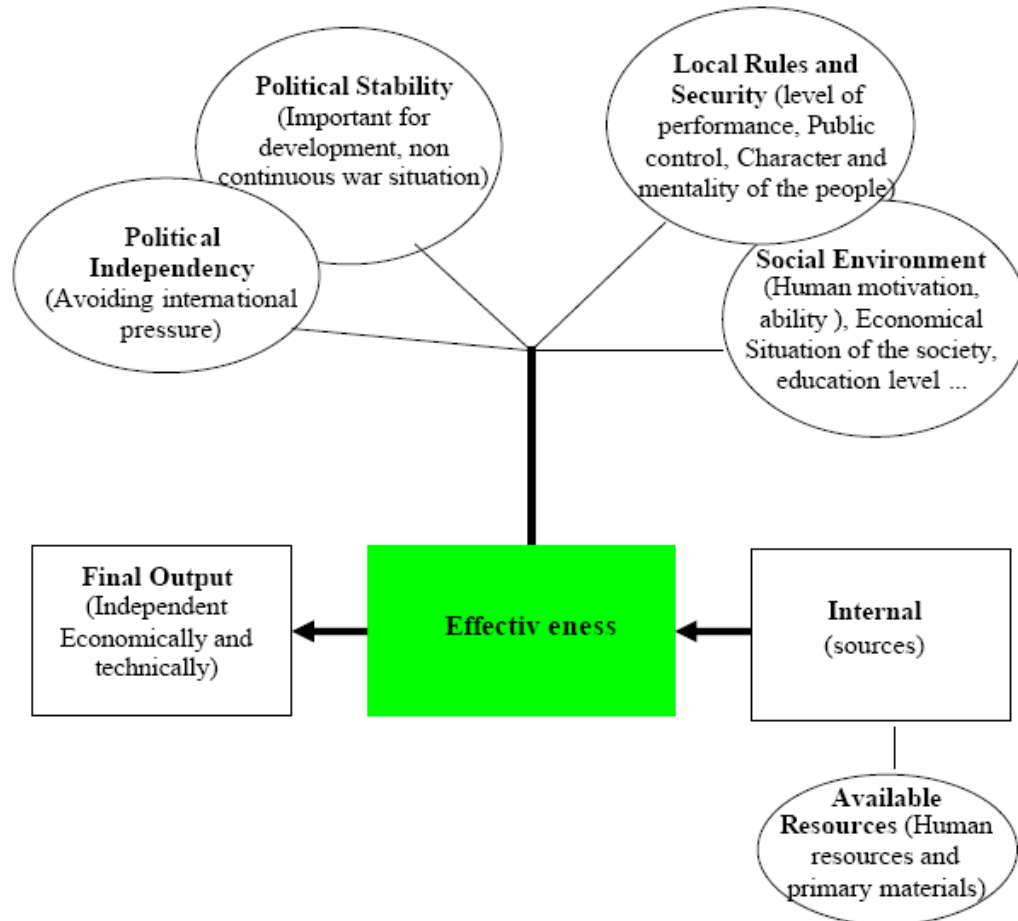 Political Stability
(Important for
development, non
continuous war situation)
Local Rules and
Security (level of
performance, Public
control, Character and
mentality of the people)
Political
Independency
(Avoiding international
pressure)
Social Environment
(Human motivation,
ability ), Economical
Situation of the society,
education level ...
Final Output
(Independent
Economically and
technically)
Effectiv eness
Internal
(sources)
Available
Resources (Human
resources and
primary materials)